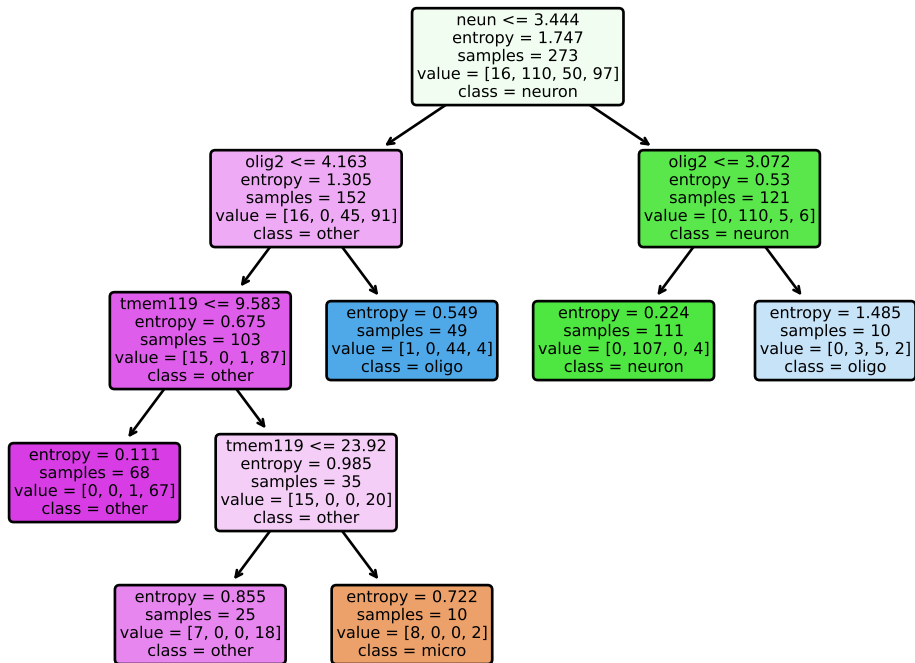 neun <= 3.444
entropy = 1.747
samples = 273
value = [16, 110, 50, 97]
class = neuron
olig2 <= 4.163
entropy = 1.305
samples = 152
value = [16, 0, 45, 91]
class = other
olig2 <= 3.072
entropy = 0.53
samples = 121
value = [0, 110, 5, 6]
class = neuron
tmem119 <= 9.583
entropy = 0.675
samples = 103
value = [15, 0, 1, 87]
class = other
entropy = 0.549
samples = 49
value = [1, 0, 44, 4]
class = oligo
entropy = 0.224
samples = 111
value = [0, 107, 0, 4]
class = neuron
entropy = 1.485
samples = 10
value = [0, 3, 5, 2]
class = oligo
entropy = 0.111
samples = 68
value = [0, 0, 1, 67]
class = other
tmem119 <= 23.92
entropy = 0.985
samples = 35
value = [15, 0, 0, 20]
class = other
entropy = 0.855
samples = 25
value = [7, 0, 0, 18]
class = other
entropy = 0.722
samples = 10
value = [8, 0, 0, 2]
class = micro